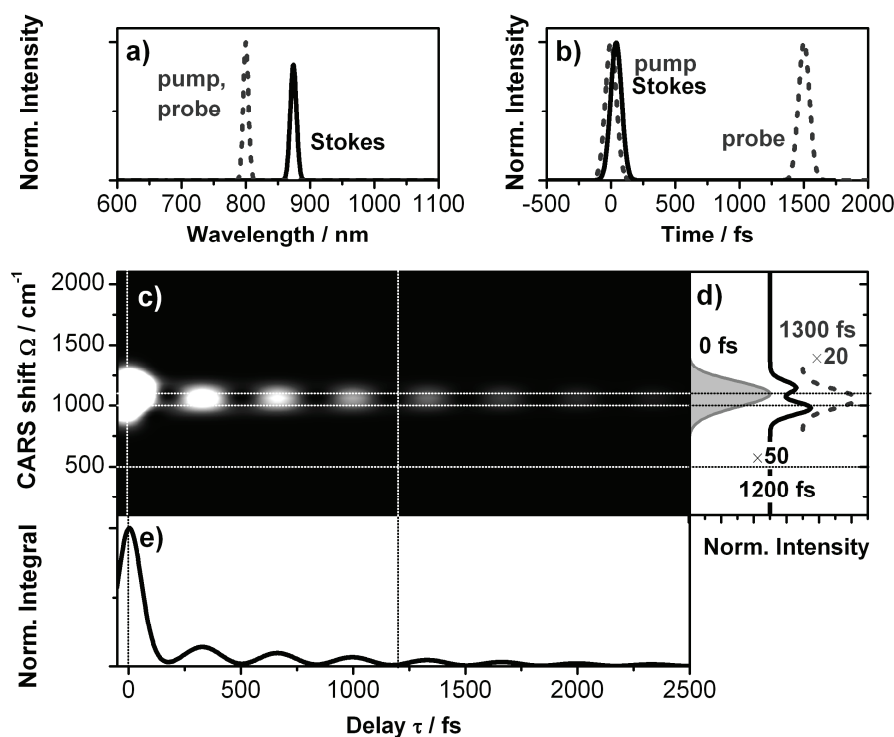 a)
pump,
probe
Stokes
Norm. Intensity
600 700 800 900 1000 1100
Wavelength / nm
b)
pump
Stokes
probe
Norm. Intensity
-500 0 500 1000 1500 2000
Time / fs
c)
CARS shift Ω / cm⁻¹
2000
1500
1000
500
d)
1300 fs
×20
0 fs
×50
1200 fs
Norm. Intensity
e)
Norm. Integral
0 500 1000 1500 2000 2500
Delay τ / fs